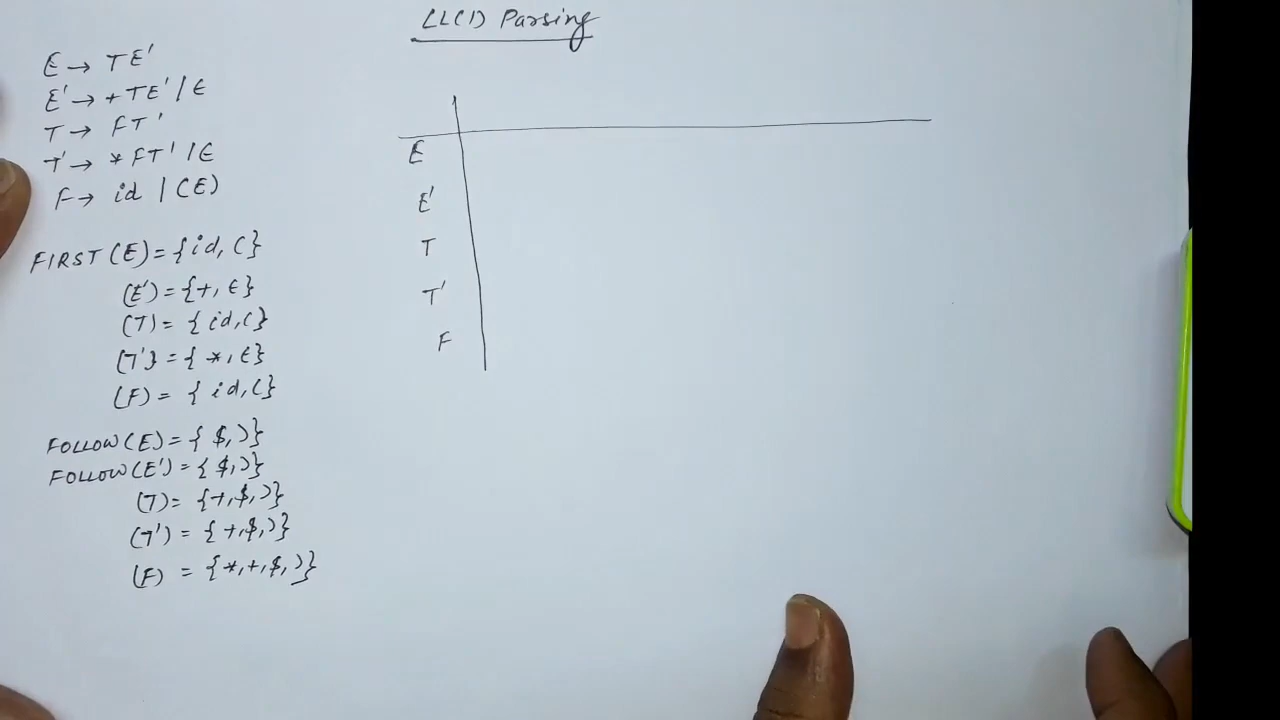 LL(1) Parsing
E → TE'
E' → +TE' / ϵ
T → FT'
T' → *FT' / ϵ
F → id / (E)
FIRST(E) = {id, (}
(E') = {+, ϵ}
(T) = {id, (}
(T'} = {*, ϵ}
(F) = {id, (}
FOLLOW(E) = {$, )}
FOLLOW(E') = {$, )}
(T) = {+, $, )}
(T') = {+, $, )}
(F) = {*, +, $, )}
E
E'
T
T'
F